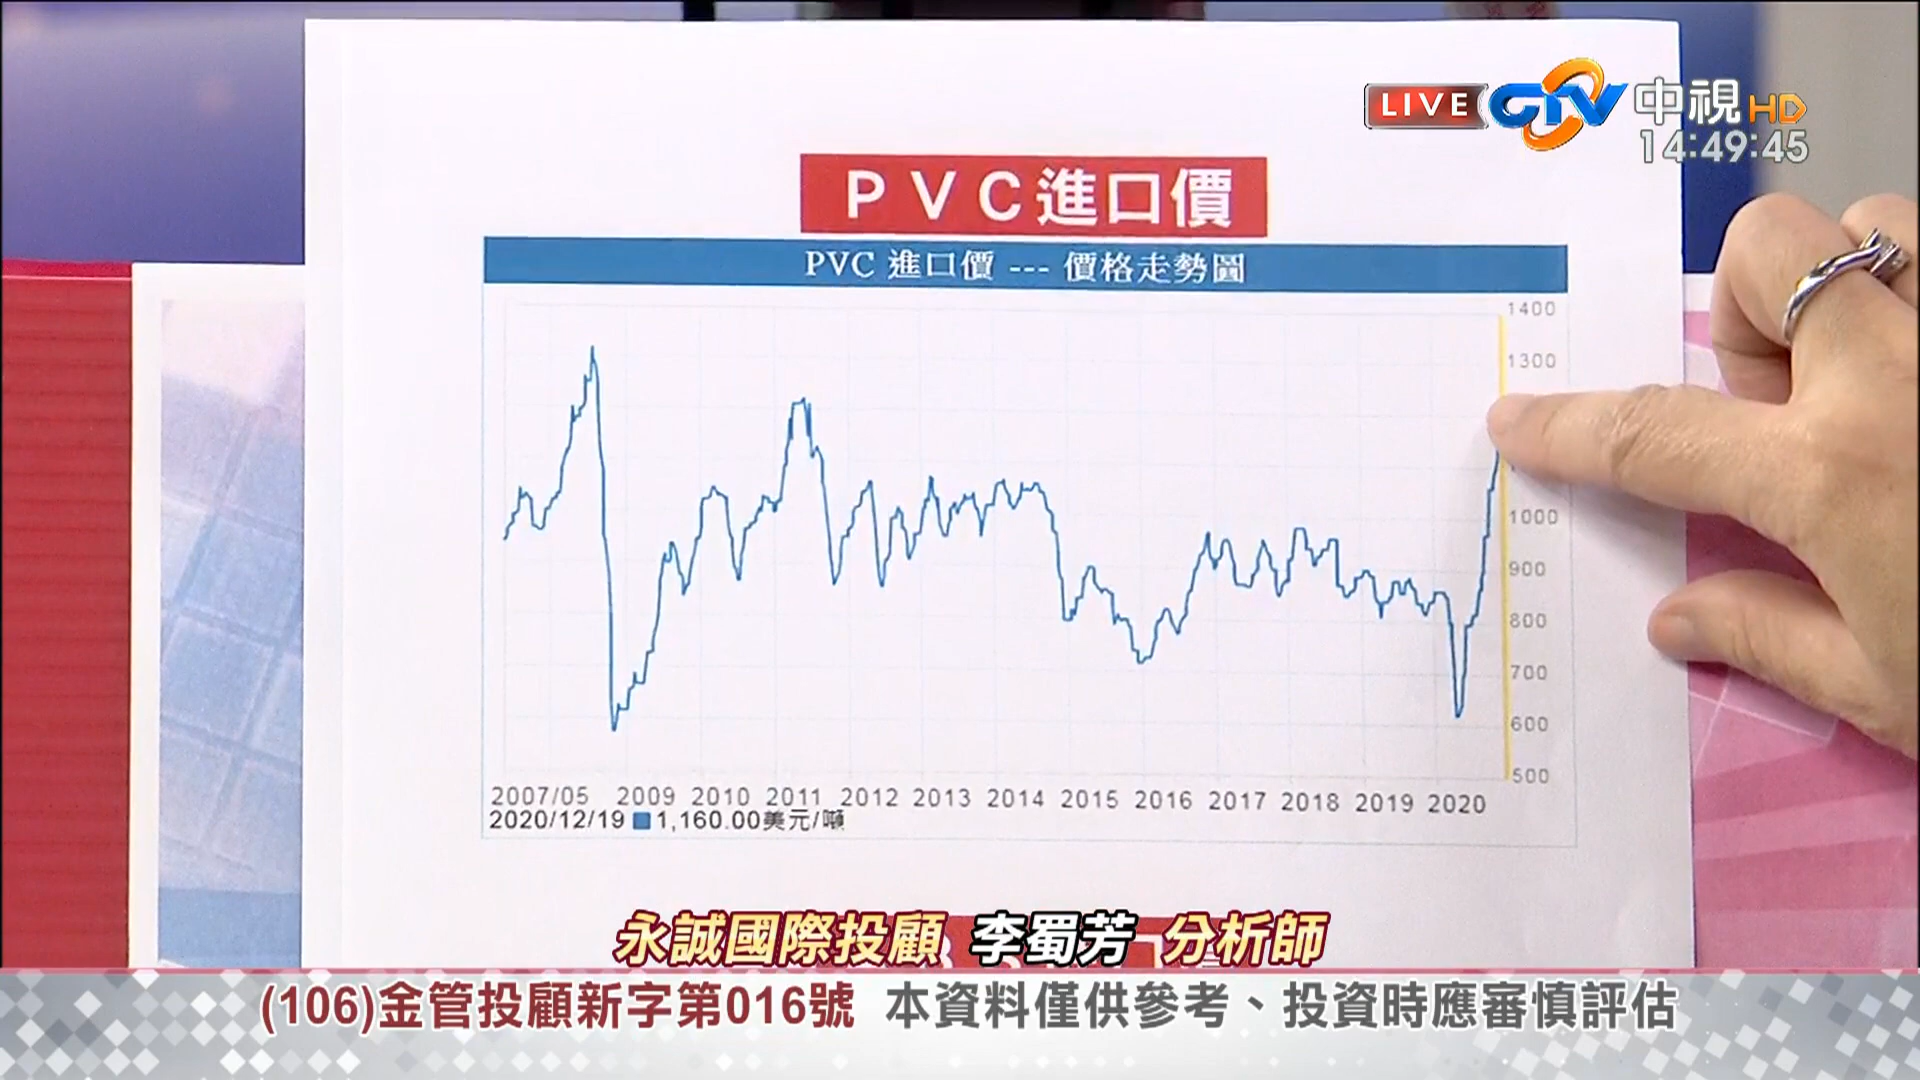 LIVE CTV 中視HD
14:49:45
PVC進口價
PVC 進口價 --- 價格走勢圖
1400
1300
1000
900
800
700
600
500
2007/05 2009 2010 2011 2012 2013 2014 2015 2016 2017 2018 2019 2020
2020/12/19 1,160.00美元/噸
永誠國際投顧 李蜀芳 分析師
(106)金管投顧新字第016號 本資料僅供參考、投資時應審慎評估